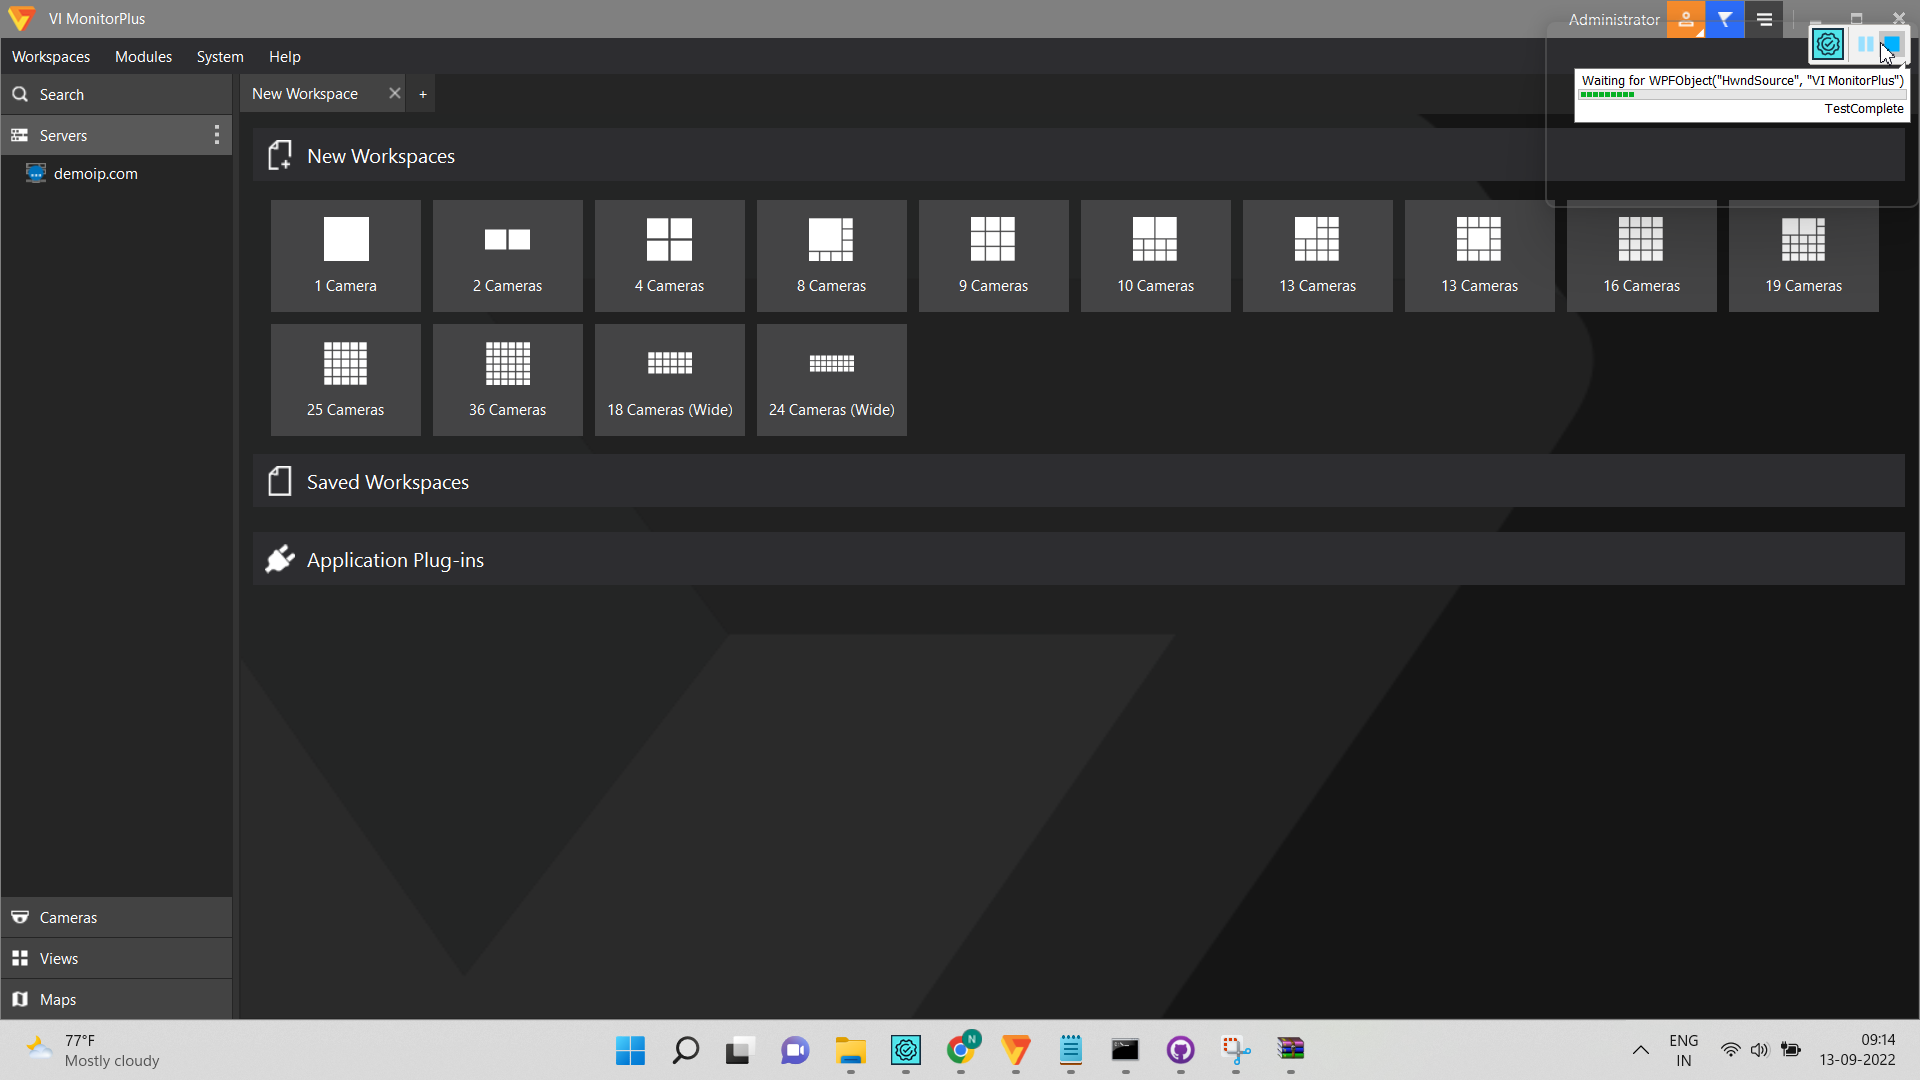 VI MonitorPlus
Administrator
Workspaces Modules System Help
Waiting for WPFObject("HwndSource", "VI MonitorPlus")
TestComplete
Search
New Workspace
+
Servers
demoip.com
New Workspaces
1 Camera
2 Cameras
4 Cameras
8 Cameras
9 Cameras
10 Cameras
13 Cameras
13 Cameras
16 Cameras
19 Cameras
25 Cameras
36 Cameras
18 Cameras (Wide)
24 Cameras (Wide)
Saved Workspaces
Application Plug-ins
Cameras
Views
Maps
77°F
Mostly cloudy
N
ENG
IN
09:14
13-09-2022